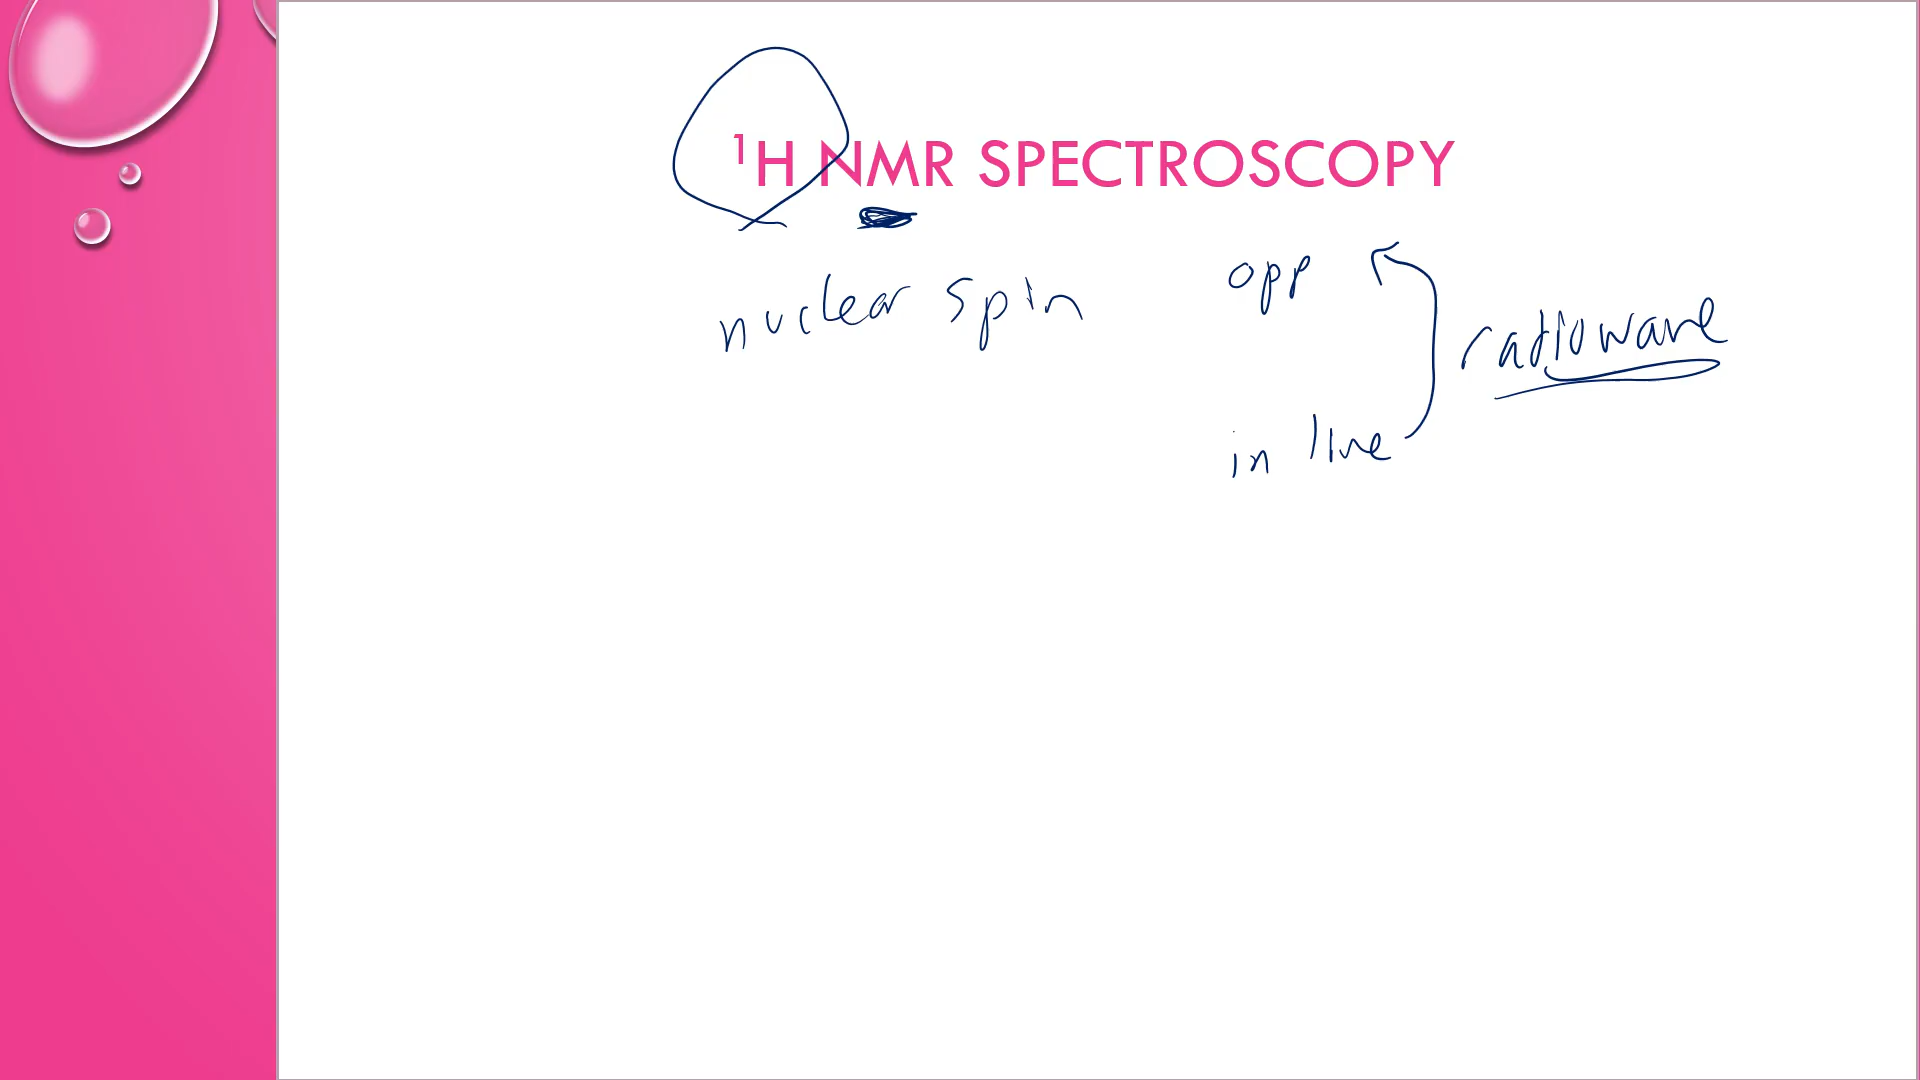 ¹H NMR SPECTROSCOPY
nuclear spin
opp
radiowave
in line